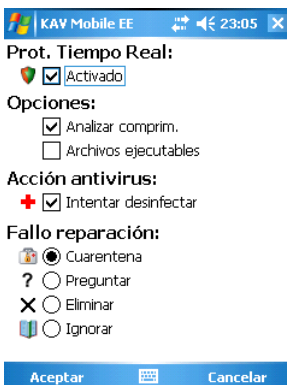 KAV Mobile EE 23:05
Prot. Tiempo Real:
Activado
Opciones:
Analizar comprim.
Archivos ejecutables
Acción antivirus:
Intentar desinfectar
Fallo reparación:
Cuarentena
? Preguntar
Eliminar
Ignorar
Aceptar Cancelar